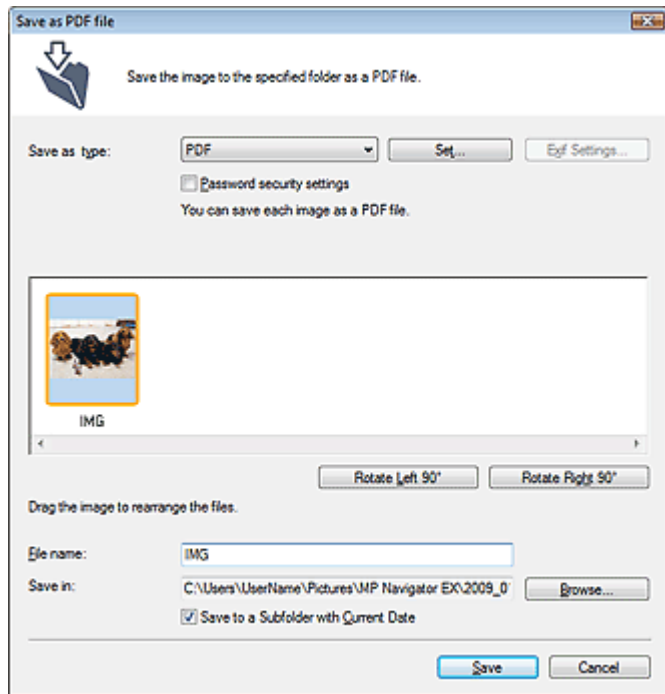 Save as PDF file
Save the image to the specified folder as a PDF file.
Save as type: PDF Set... Exif Settings...
Password security settings
You can save each image as a PDF file.
IMG
Rotate Left 90° Rotate Right 90°
Drag the image to rearrange the files.
File name: IMG
Save in: C:\Users\UserName\Pictures\MP Navigator EX\2009_0 Browse...
Save to a Subfolder with Current Date
Save Cancel